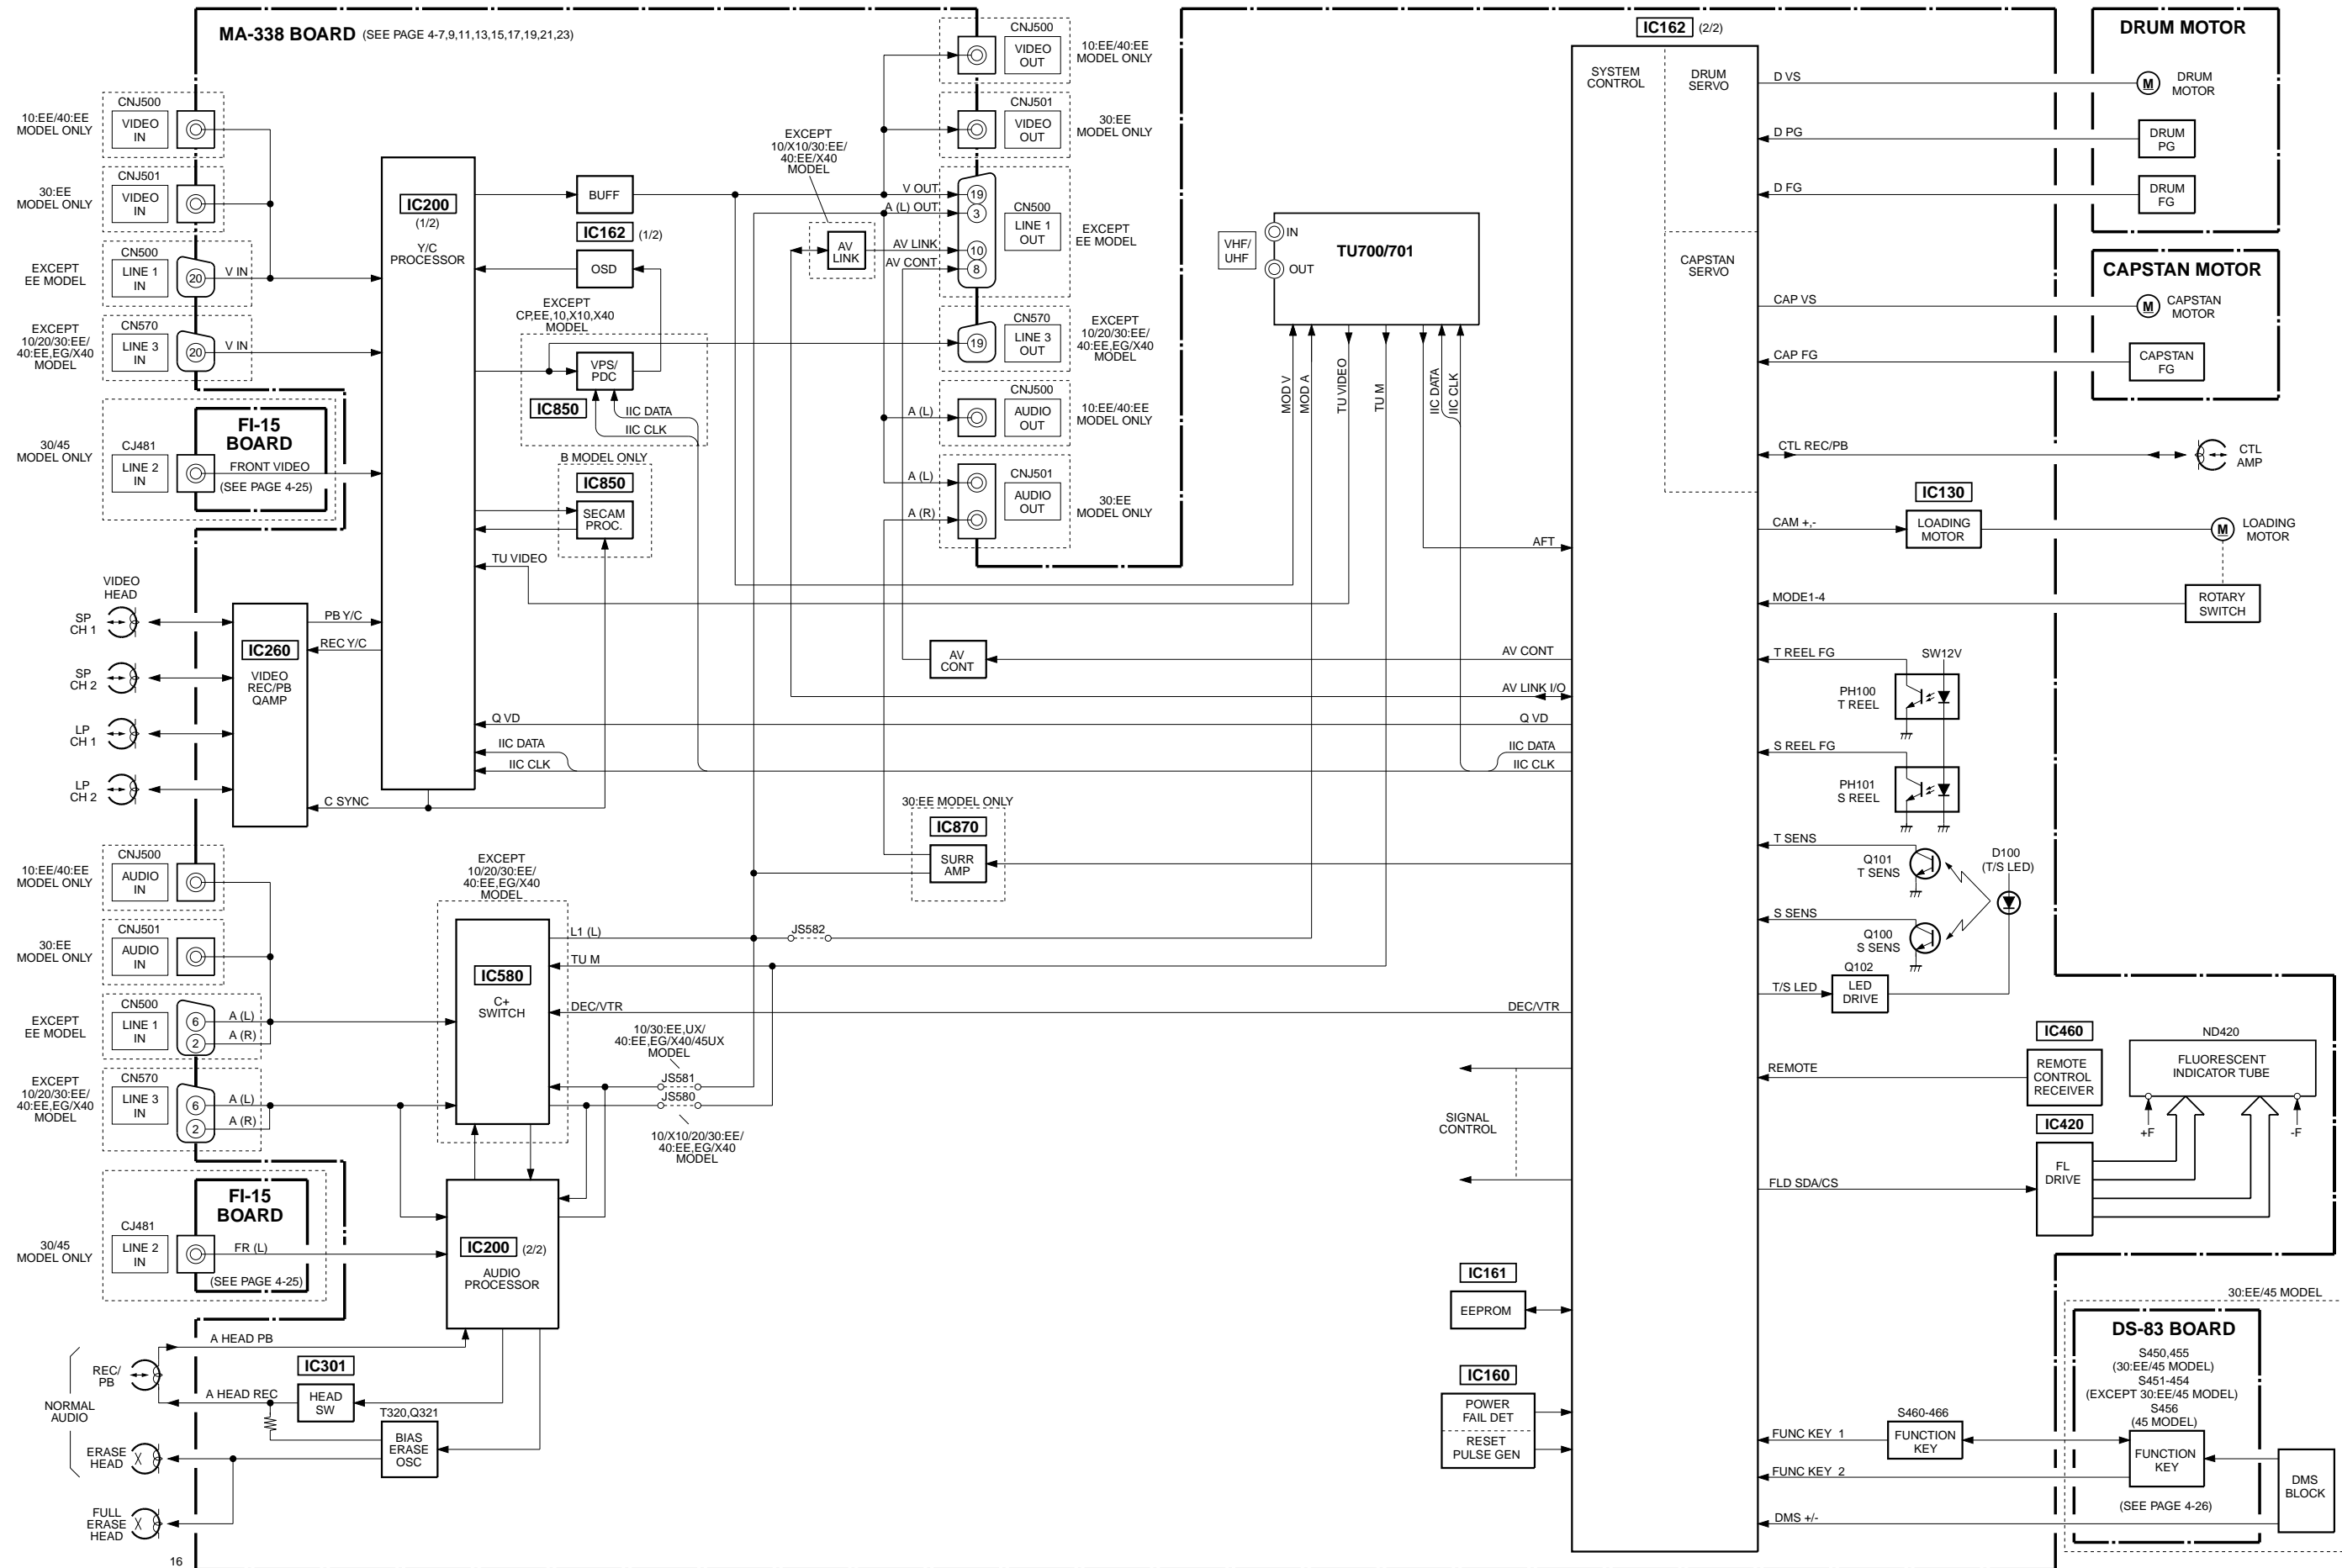 MA-338 BOARD (SEE PAGE 4-7,9,11,13,15,17,19,21,23)
10:EE/40:EE
MODEL ONLY
CNJ500
VIDEO
IN
30:EE
MODEL ONLY
CNJ501
VIDEO
IN
EXCEPT
EE MODEL
CN500
LINE 1
IN
20
V IN
EXCEPT
10/20/30:EE/
40:EE,EG/X40
MODEL
CN570
LINE 3
IN
20
V IN
30/45
MODEL ONLY
CJ481
LINE 2
IN
FI-15
BOARD
FRONT VIDEO
(SEE PAGE 4-25)
VIDEO
HEAD
SP
CH 1
SP
CH 2
LP
CH 1
LP
CH 2
IC260
VIDEO
REC/PB
QAMP
PB Y/C
REC Y/C
C SYNC
IC200
(1/2)
Y/C
PROCESSOR
BUFF
IC162 (1/2)
OSD
EXCEPT
CP,EE,10,X10,X40
MODEL
VPS/
PDC
IC850
IIC DATA
IIC CLK
B MODEL ONLY
IC850
SECAM
PROC.
TU VIDEO
Q VD
IIC DATA
IIC CLK
EXCEPT
10/X10/30:EE/
40:EE/X40
MODEL
AV
LINK
V OUT
A (L) OUT
AV LINK
AV CONT
CNJ500
VIDEO
OUT
10:EE/40:EE
MODEL ONLY
CNJ501
VIDEO
OUT
30:EE
MODEL ONLY
19
3
10
8
CN500
LINE 1
OUT
EXCEPT
EE MODEL
19
CN570
LINE 3
OUT
EXCEPT
10/20/30:EE/
40:EE,EG/X40
MODEL
A (L)
CNJ500
AUDIO
OUT
10:EE/40:EE
MODEL ONLY
A (L)
A (R)
CNJ501
AUDIO
OUT
30:EE
MODEL ONLY
VHF/
UHF
IN
OUT
TU700/701
MOD V
MOD A
TU VIDEO
TU M
IIC DATA
IIC CLK
AFT
AV
CONT
AV CONT
AV LINK I/O
Q VD
IIC DATA
IIC CLK
30:EE MODEL ONLY
IC870
SURR
AMP
10:EE/40:EE
MODEL ONLY
CNJ500
AUDIO
IN
30:EE
MODEL ONLY
CNJ501
AUDIO
IN
EXCEPT
EE MODEL
CN500
LINE 1
IN
6
2
A (L)
A (R)
EXCEPT
10/20/30:EE/
40:EE,EG/X40
MODEL
CN570
LINE 3
IN
6
2
A (L)
A (R)
30/45
MODEL ONLY
CJ481
LINE 2
IN
FI-15
BOARD
FR (L)
(SEE PAGE 4-25)
EXCEPT
10/20/30:EE/
40:EE,EG/X40
MODEL
IC580
C+
SWITCH
L1 (L)
JS582
TU M
DEC/VTR
DEC/VTR
10/30:EE,UX/
40:EE,EG/X40/45UX
MODEL
JS581
JS580
10/X10/20/30:EE/
40:EE,EG/X40
MODEL
IC200 (2/2)
AUDIO
PROCESSOR
NORMAL
AUDIO
REC/
PB
A HEAD PB
A HEAD REC
IC301
HEAD
SW
T320,Q321
BIAS
ERASE
OSC
ERASE
HEAD
FULL
ERASE
HEAD
16
SIGNAL
CONTROL
IC161
EEPROM
IC160
POWER
FAIL DET
RESET
PULSE GEN
IC162 (2/2)
SYSTEM
CONTROL
DRUM
SERVO
CAPSTAN
SERVO
DRUM MOTOR
D VS
M
DRUM
MOTOR
D PG
DRUM
PG
D FG
DRUM
FG
CAPSTAN MOTOR
CAP VS
M
CAPSTAN
MOTOR
CAP FG
CAPSTAN
FG
CTL REC/PB
CTL
AMP
IC130
CAM +,-
LOADING
MOTOR
M
LOADING
MOTOR
MODE1-4
ROTARY
SWITCH
T REEL FG
SW12V
PH100
T REEL
S REEL FG
PH101
S REEL
T SENS
Q101
T SENS
D100
(T/S LED)
S SENS
Q100
S SENS
Q102
T/S LED
LED
DRIVE
REMOTE
IC460
REMOTE
CONTROL
RECEIVER
ND420
FLUORESCENT
INDICATOR TUBE
+F
-F
IC420
FL
DRIVE
FLD SDA/CS
30:EE/45 MODEL
DS-83 BOARD
S450,455
(30:EE/45 MODEL)
S451-454
(EXCEPT 30:EE/45 MODEL)
S456
(45 MODEL)
S460-466
FUNC KEY 1
FUNCTION
KEY
FUNCTION
KEY
FUNC KEY 2
(SEE PAGE 4-26)
DMS
BLOCK
DMS +/-